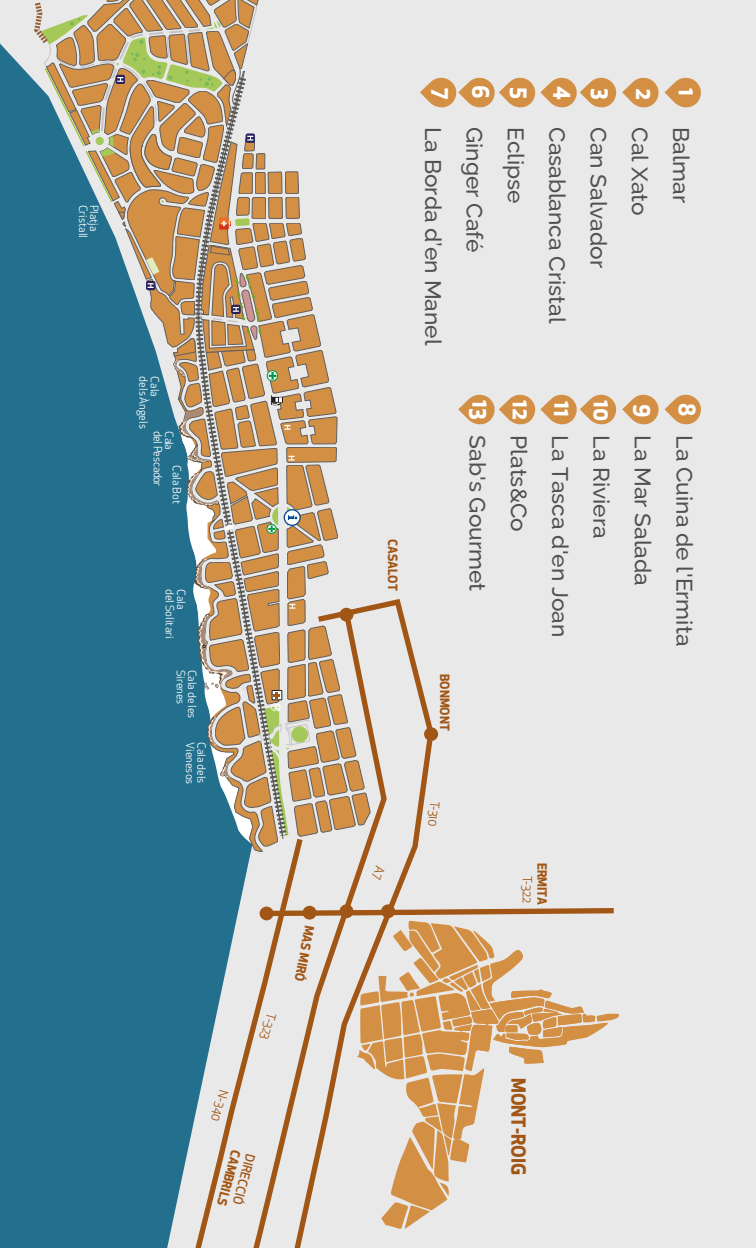 1 Balmar
2 Cal Xato
3 Can Salvador
4 Casablanca Cristal
5 Eclipse
6 Ginger Café
7 La Borda d'en Manel
8 La Cuina de l'Ermita
9 La Mar Salada
10 La Riviera
11 La Tasca d'en Joan
12 Plats&Co
13 Sab's Gourmet
H
H
H
H
H
H
H
i
Platja
Cristall
Cala
dels Àngels
Cala
del Pescador
Cala Bot
Cala
del Solitari
Cala de les
Sirenes
Cala dels
Vienesos
CASALOT
BONMONT
T-310
A7
ERMITA
T-322
MAS MIRÓ
T-323
N-340
MONT-ROIG
DIRECCIÓ
CAMBRILS